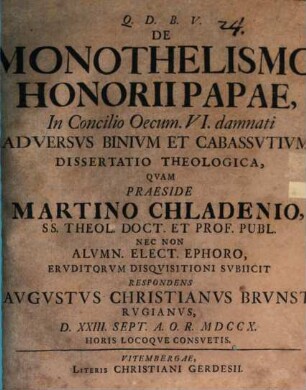 Q. D. B. V.
24.
DE
MONOTHELISMO
HONORII PAPAE,
In Concilio Oecum. VI. damnati
ADVERSVS BINIVM ET CABASSVTIVM
DISSERTATIO THEOLOGICA,
QVAM
PRAESIDE
MARTINO CHLADENIO,
SS. THEOL. DOCT. ET PROF. PUBL.
NEC NON
ALVMN. ELECT. EPHORO,
ERVDITORVM DISQVISITIONI SVBIICIT
RESPONDENS
AVGVSTVS CHRISTIANVS BRVNST
RVGIANVS,
D. XXIII. SEPT. A. O. R. MDCCX.
HORIS LOCOQVE CONSVETIS.
VITEMBERGAE,
LITERIS CHRISTIANI GERDESII.